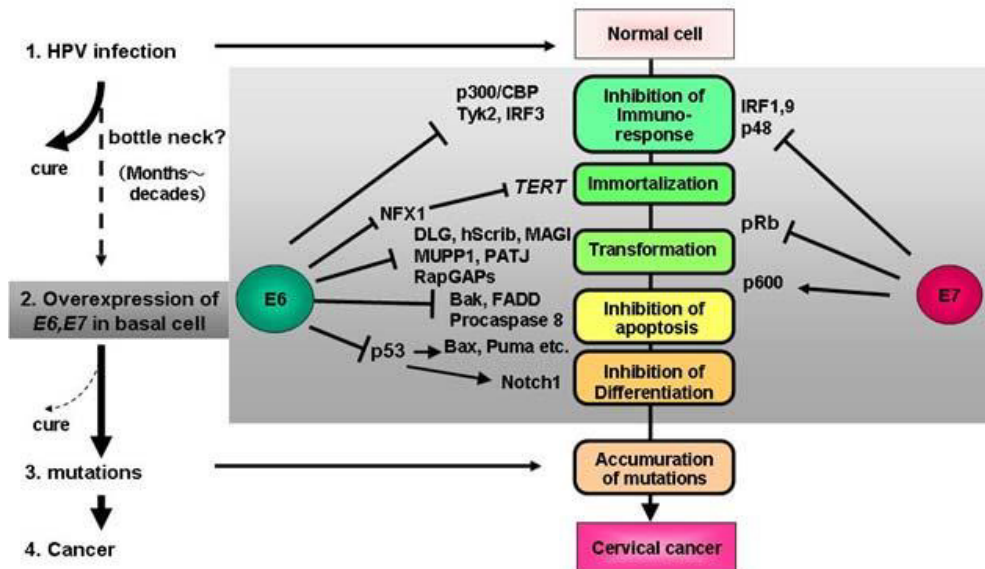 1. HPV infection
cure
bottle neck?
(Months～
decades)
2. Overexpression of
E6,E7 in basal cell
cure
3. mutations
4. Cancer
E6
p300/CBP
Tyk2, IRF3
NFX1
TERT
DLG, hScrib, MAGI
MUPP1, PATJ
RapGAPs
Bak, FADD
Procaspase 8
p53
Bax, Puma etc.
Notch1
Normal cell
Inhibition of
Immuno-
response
Immortalization
Transformation
Inhibition of
apoptosis
Inhibition of
Differentiation
Accumuration
of mutations
Cervical cancer
IRF1,9
p48
pRb
p600
E7